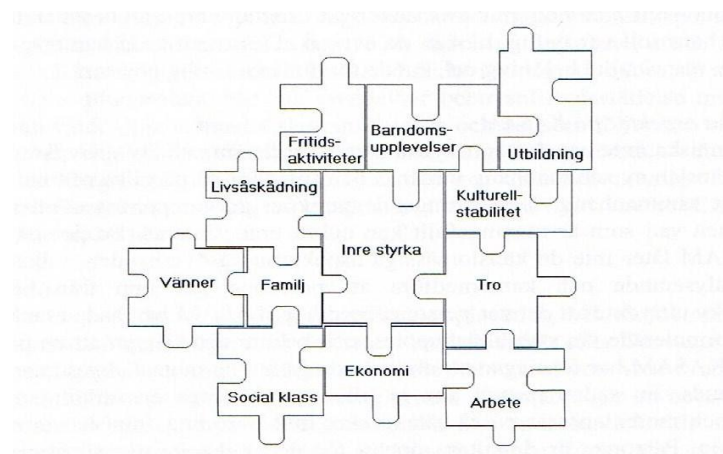 Barndoms-
upplevelser
Fritids-
aktiviteter
Utbildning
Livsåskådning
Kulturell-
stabilitet
Inre styrka
Vänner
Familj
Tro
Ekonomi
Social klass
Arbete